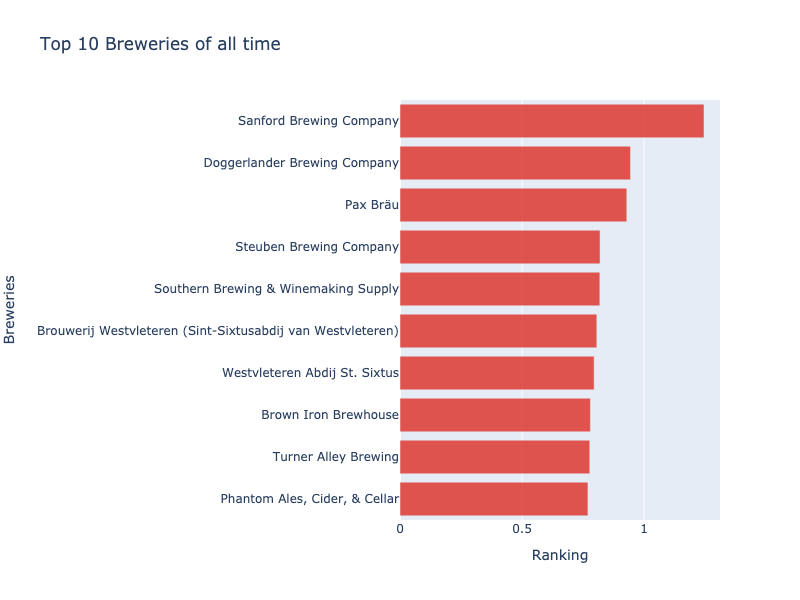 Top 10 Breweries of all time
Breweries
Sanford Brewing Company
Doggerlander Brewing Company
Pax Bräu
Steuben Brewing Company
Southern Brewing & Winemaking Supply
Brouwerij Westvleteren (Sint-Sixtusabdij van Westvleteren)
Westvleteren Abdij St. Sixtus
Brown Iron Brewhouse
Turner Alley Brewing
Phantom Ales, Cider, & Cellar
0 0.5 1
Ranking